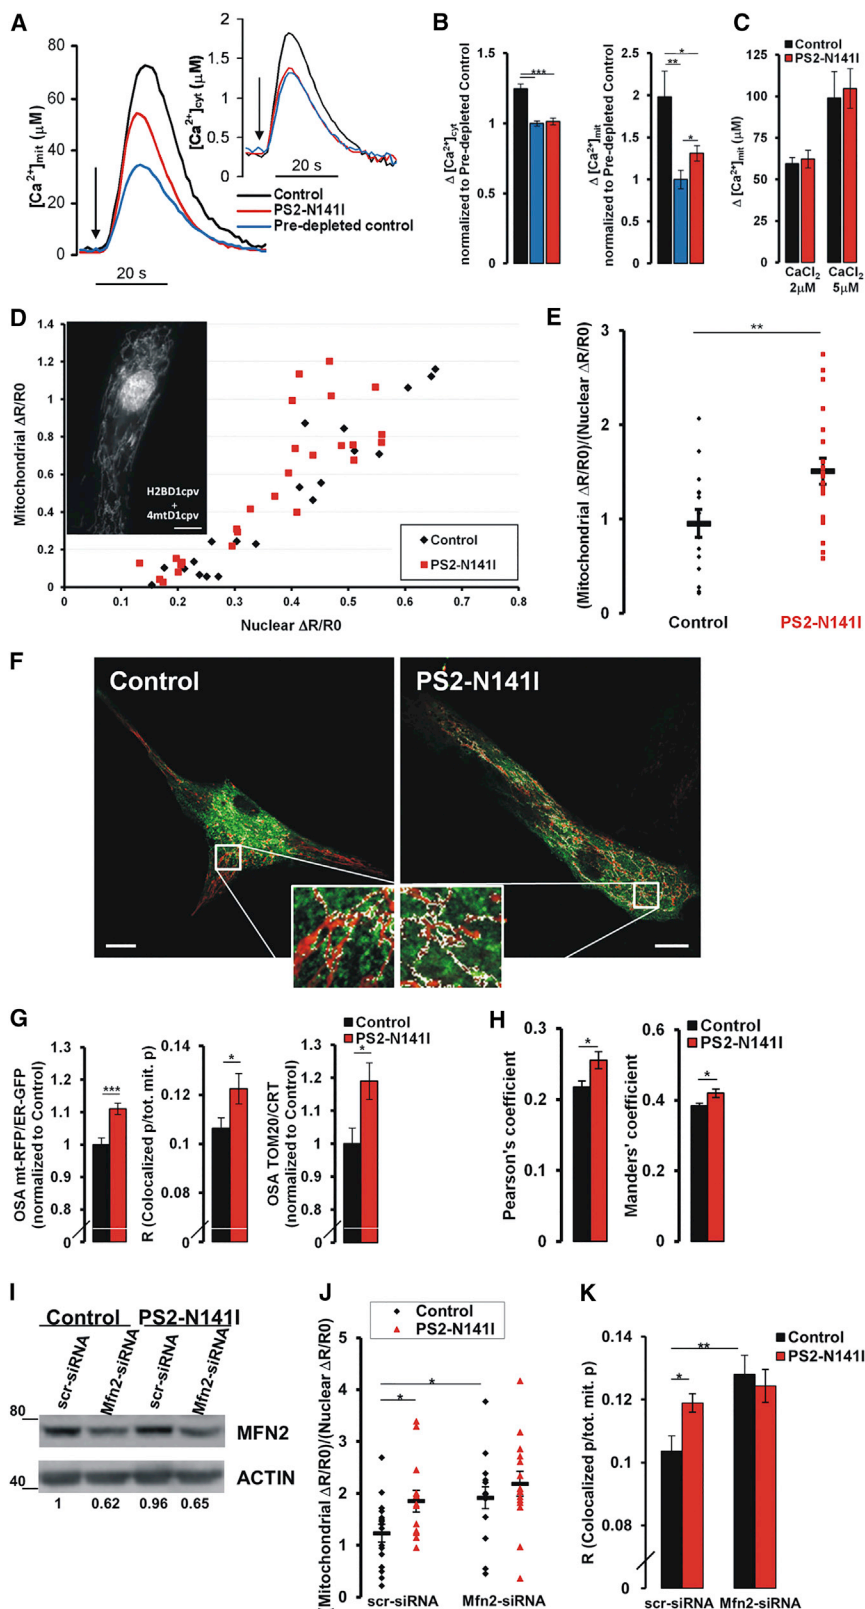 A
[Ca²⁺]mit (μM)
80
60
40
20
0
20 s
[Ca²⁺]cyt (μM)
2
1.8
1.4
1
0.5
0
20 s
Control
PS2-N141I
Pre-depleted control
B
Δ [Ca²⁺]cyt
normalized to Pre-depleted Control
1.5
1
0.5
0
***
Δ [Ca²⁺]mit
normalized to Pre-depleted Control
2.5
2
1.5
1
0.5
0
*
**
*
C
Control
PS2-N141I
Δ [Ca²⁺]mit (μM)
125
100
75
50
25
0
CaCl₂
2μM
CaCl₂
5μM
D
Mitochondrial ΔR/R0
1.4
1.2
1
0.8
0.6
0.4
0.2
0
H2BD1cpv
+
4mtD1cpv
Control
PS2-N141I
0
0.1
0.2
0.3
0.4
0.5
0.6
0.7
0.8
Nuclear ΔR/R0
E
(Mitochondrial ΔR/R0)/(Nuclear ΔR/R0)
3
2
1
0
**
Control
PS2-N141I
F
Control
PS2-N141I
G
Control
PS2-N141I
OSA mt-RFP/ER-GFP
(normalized to Control)
1.3
1.2
1.1
1
0.9
0
***
R (Colocalized p/tot. mit. p)
0.14
0.12
0.1
0.08
0
*
OSA TOM20/CRT
(normalized to Control)
1.3
1.2
1.1
1
0.9
0
*
H
Control
PS2-N141I
Pearson's coefficient
0.3
0.2
0.1
0
*
Manders' coefficient
0.6
0.4
0.2
0
*
I
Control
PS2-N141I
scr-siRNA
Mfn2-siRNA
scr-siRNA
Mfn2-siRNA
80
MFN2
40
ACTIN
1
0.62
0.96
0.65
J
Control
PS2-N141I
(Mitochondrial ΔR/R0)/(Nuclear ΔR/R0)
5
4
3
2
1
0
*
*
scr-siRNA
Mfn2-siRNA
K
Control
PS2-N141I
R (Colocalized p/tot. mit. p)
0.14
0.12
0.1
0.08
0
**
*
scr-siRNA
Mfn2-siRNA